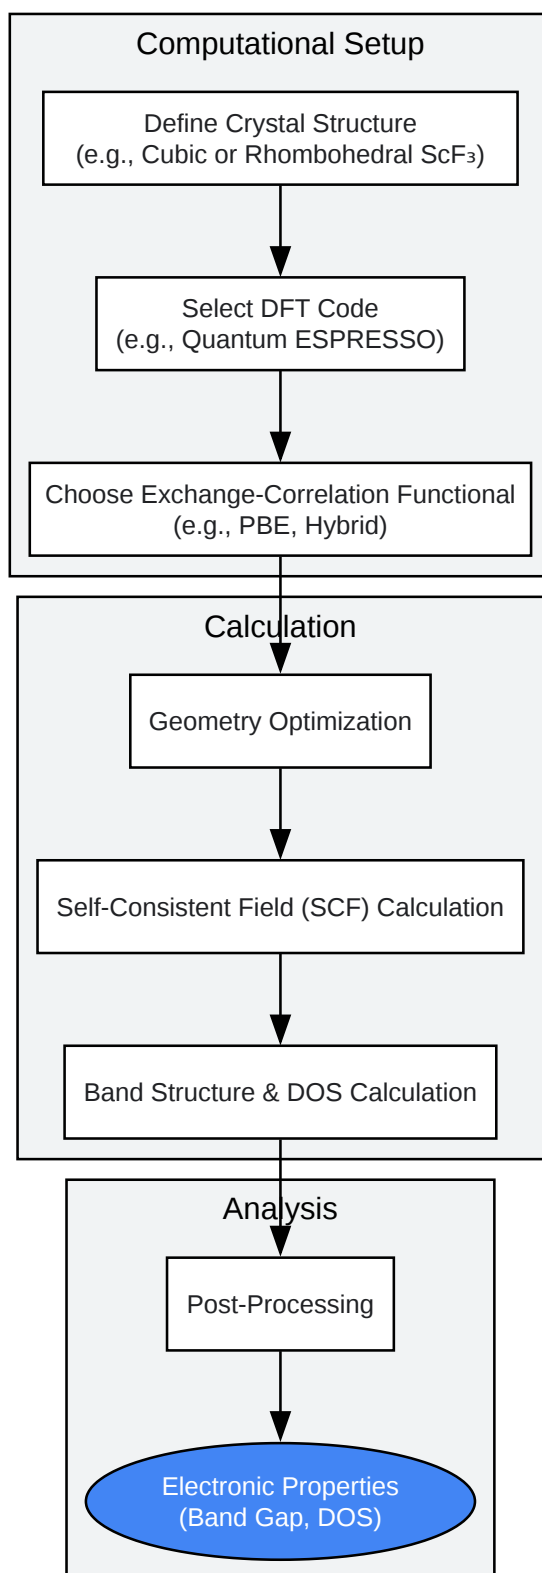 Computational Setup
Define Crystal Structure
(e.g., Cubic or Rhombohedral ScF₃)
Select DFT Code
(e.g., Quantum ESPRESSO)
Choose Exchange-Correlation Functional
(e.g., PBE, Hybrid)
Calculation
Geometry Optimization
Self-Consistent Field (SCF) Calculation
Band Structure & DOS Calculation
Analysis
Post-Processing
Electronic Properties
(Band Gap, DOS)